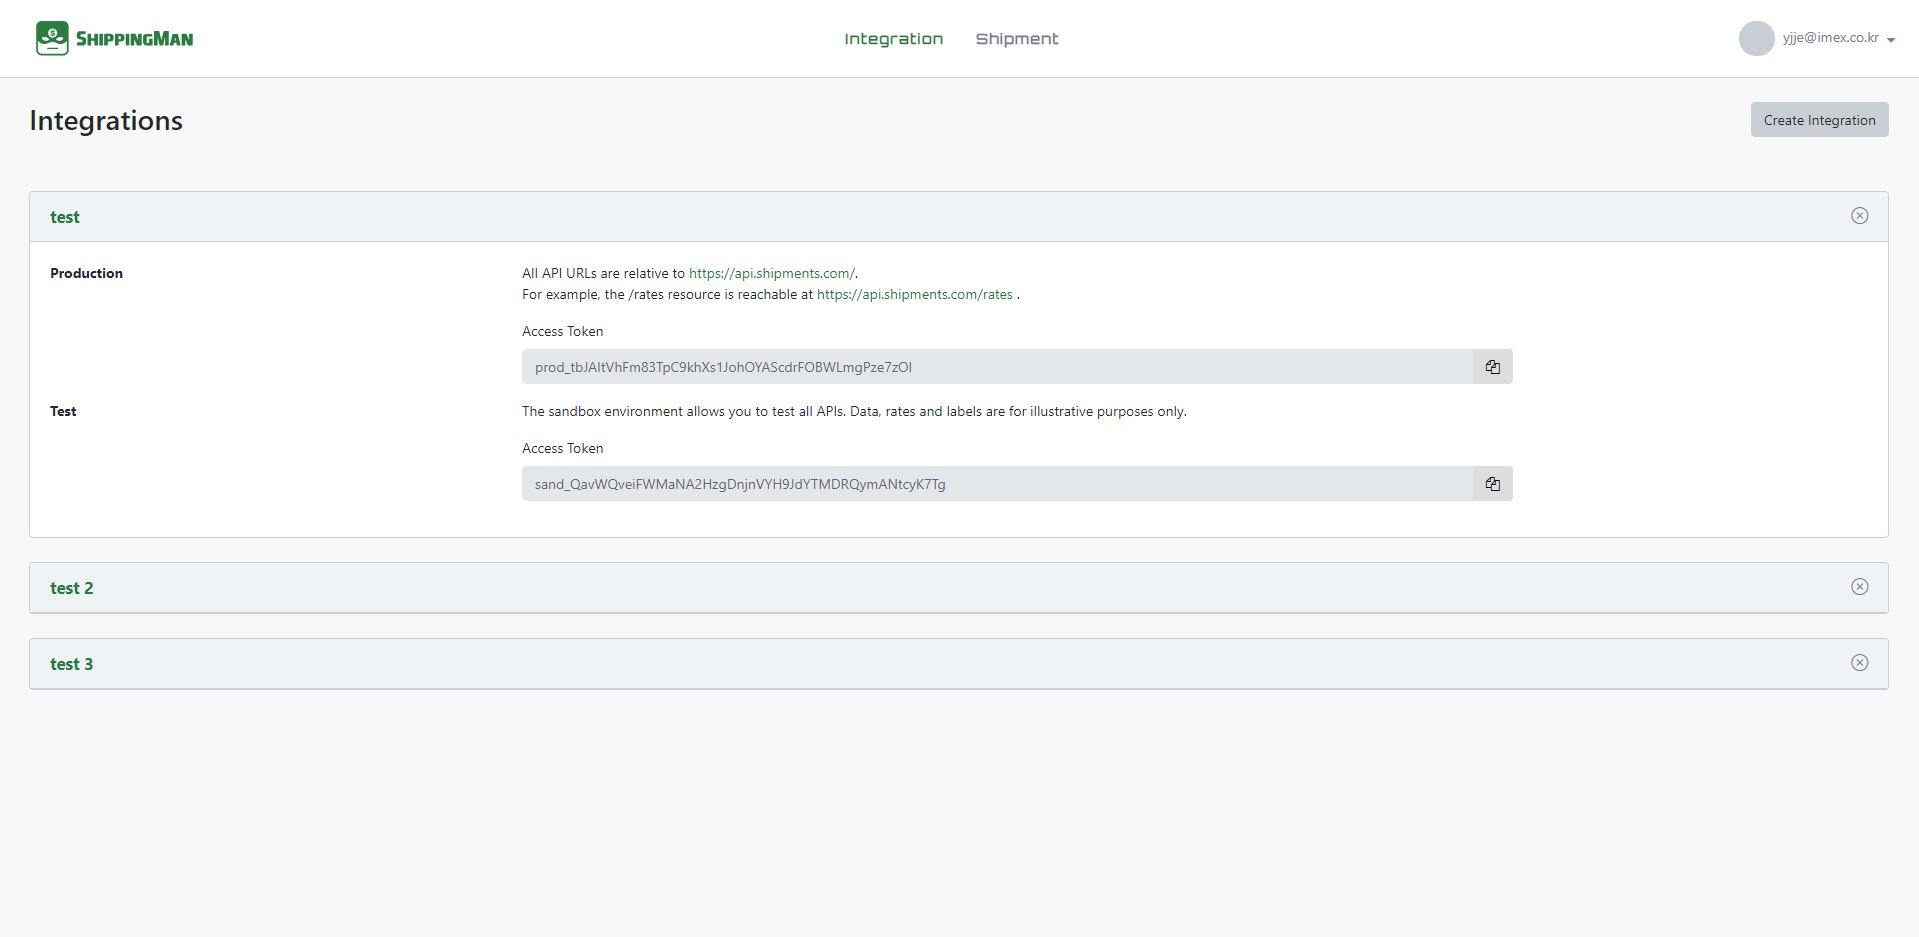 SHIPPINGMAN
Integration
Shipment
yjje@imex.co.kr
Integrations
Create Integration
test
Production
All API URLs are relative to https://api.shipments.com/.
For example, the /rates resource is reachable at https://api.shipments.com/rates .
Access Token
prod_tbJAItVhFm83TpC9khXs1JohOYAScdrFOBWLmgPze7zOl
Test
The sandbox environment allows you to test all APIs. Data, rates and labels are for illustrative purposes only.
Access Token
sand_QavWQveiFWMaNA2HzgDnjnVYH9JdYTMDRQymANtcyK7Tg
test 2
test 3